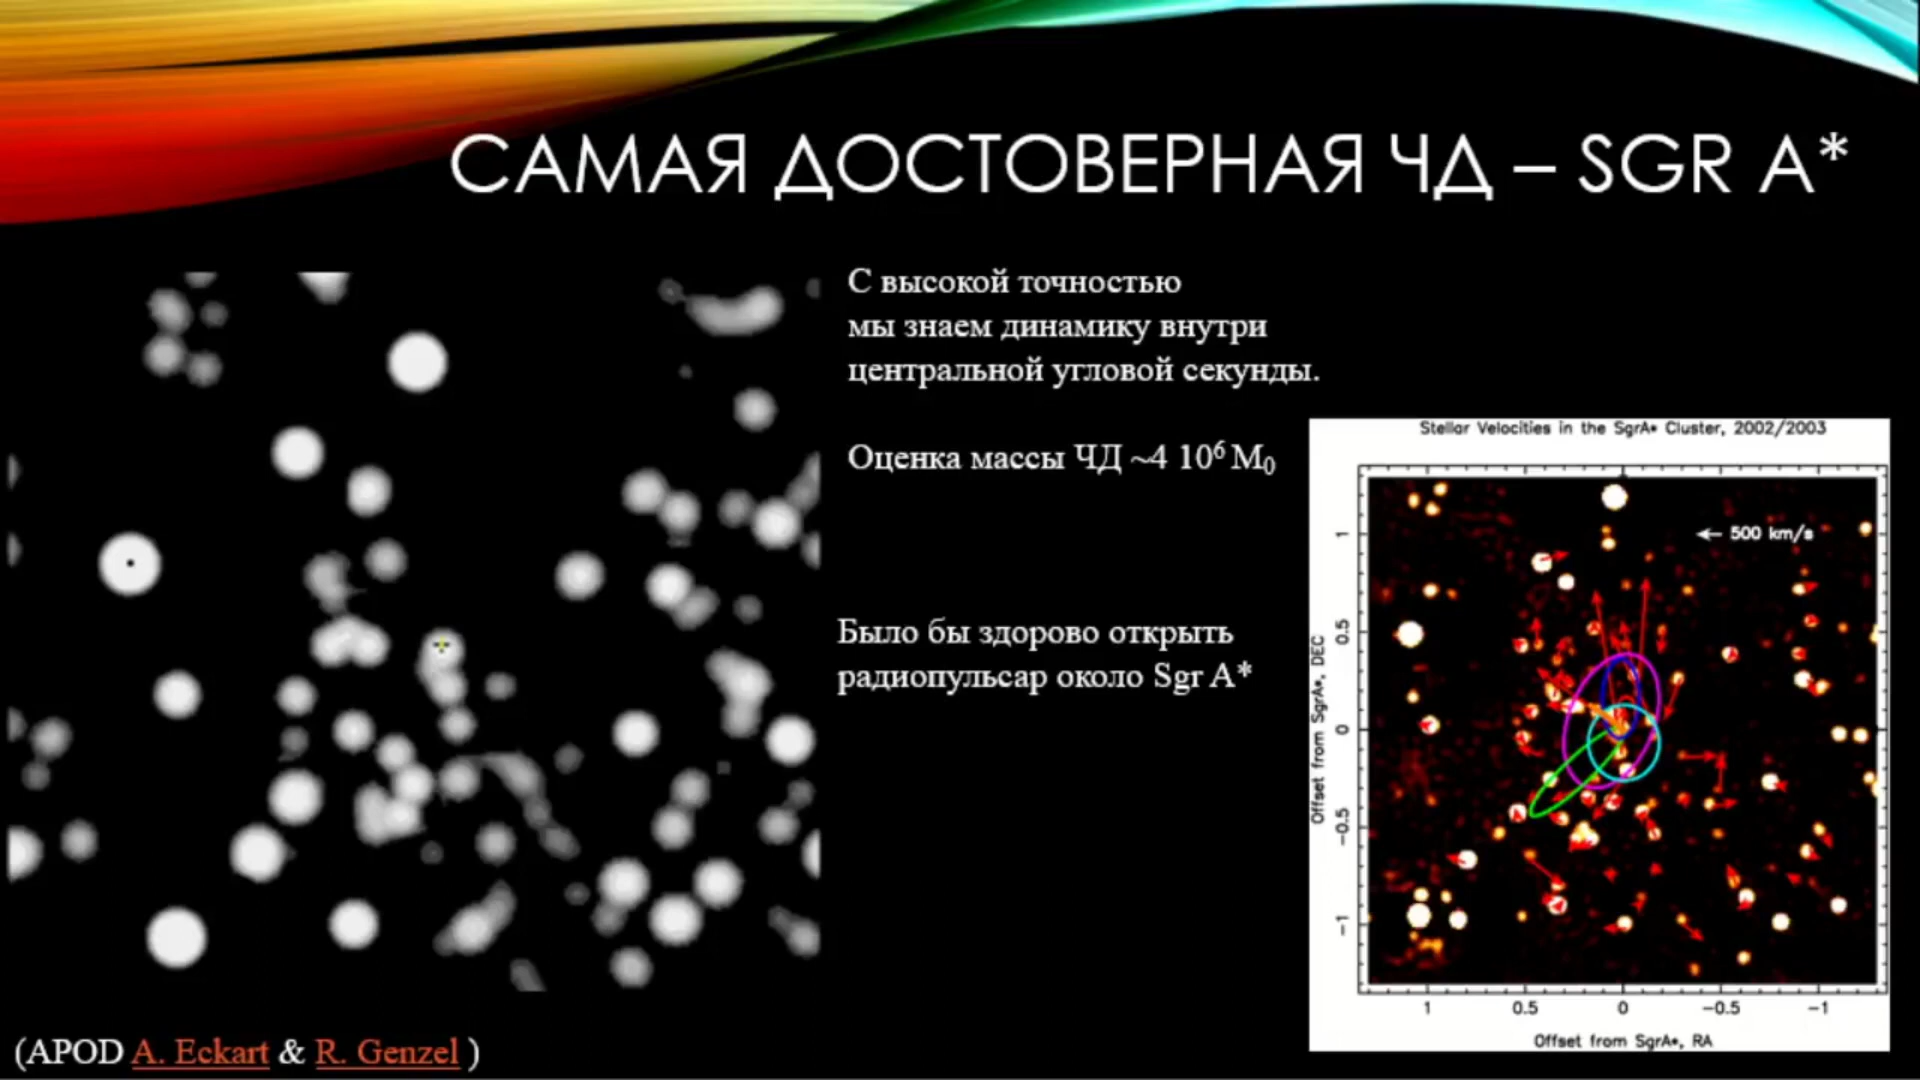 САМАЯ ДОСТОВЕРНАЯ ЧД – SGR A*
С высокой точностью
мы знаем динамику внутри
центральной угловой секунды.
Оценка массы ЧД ~4 10⁶ M₀
Было бы здорово открыть
радиопульсар около Sgr A*
Stellar Velocities in the SgrA* Cluster, 2002/2003
← 500 km/s
Offset from SgrA*, DEC
1
0.5
0
−0.5
−1
1 0.5 0 −0.5 −1
Offset from SgrA*, RA
(APOD A. Eckart & R. Genzel )